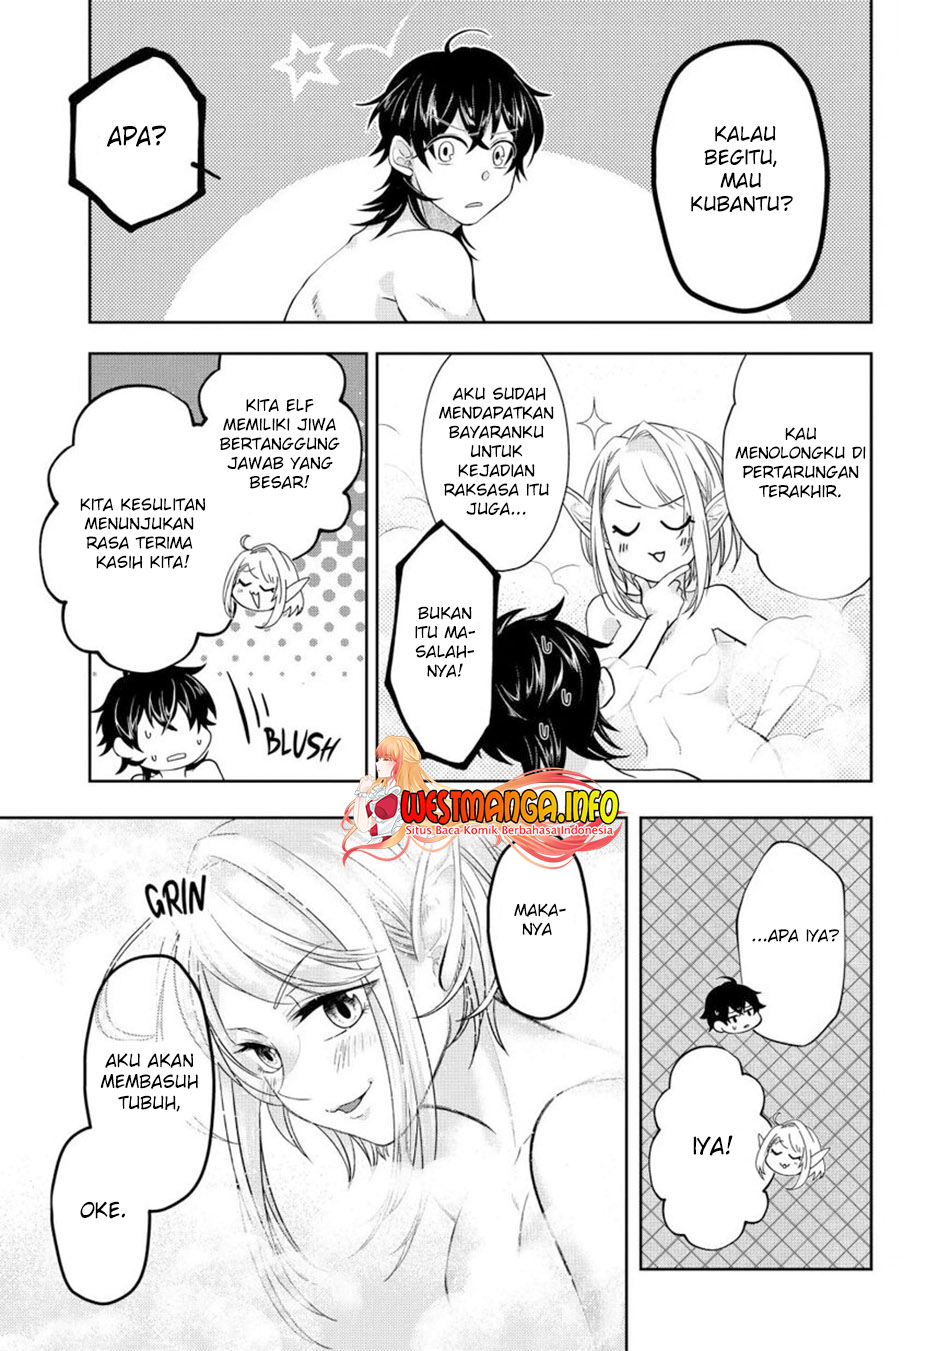 KALAU
BEGITU,
MAU
KUBANTU?
APA?
KAU
MENOLONGKU DI
PERTARUNGAN
TERAKHIR.
AKU SUDAH
MENDAPATKAN
BAYARANKU
UNTUK
KEJADIAN
RAKSASA ITU
JUGA...
BUKAN
ITU MA-
SALAH-
NYA!
KITA ELF
MEMILIKI JIWA
BERTANGGUNG
JAWAB YANG
BESAR!
KITA KESULITAN
MENUNJUKAN
RASA TERIMA
KASIH KITA!
BLUSH
WESTMANGA.INFO
Situs Baca Komik Berbahasa Indonesia
...APA IYA?
IYA!
MAKA-
NYA
GRIN
AKU AKAN
MEMBASUH
TUBUH,
OKE.